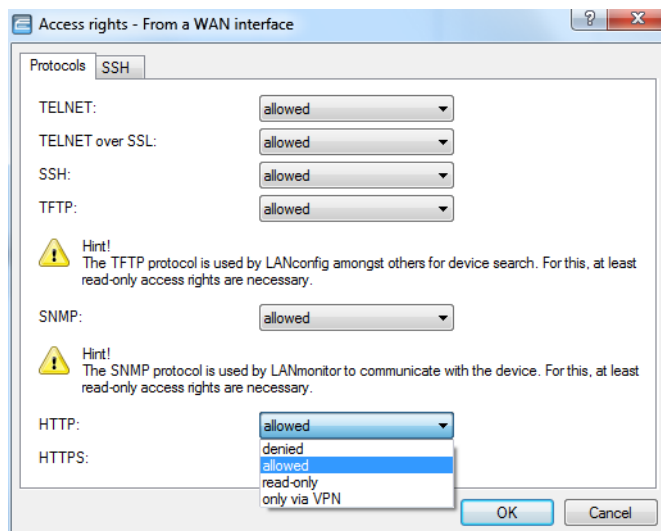 Access rights - From a WAN interface
Protocols SSH
TELNET: allowed
TELNET over SSL: allowed
SSH: allowed
TFTP: allowed
Hint!
The TFTP protocol is used by LANconfig amongst others for device search. For this, at least
read-only access rights are necessary.
SNMP: allowed
Hint!
The SNMP protocol is used by LANmonitor to communicate with the device. For this, at least
read-only access rights are necessary.
HTTP: allowed
denied
HTTPS: allowed
read-only
only via VPN
OK Cancel